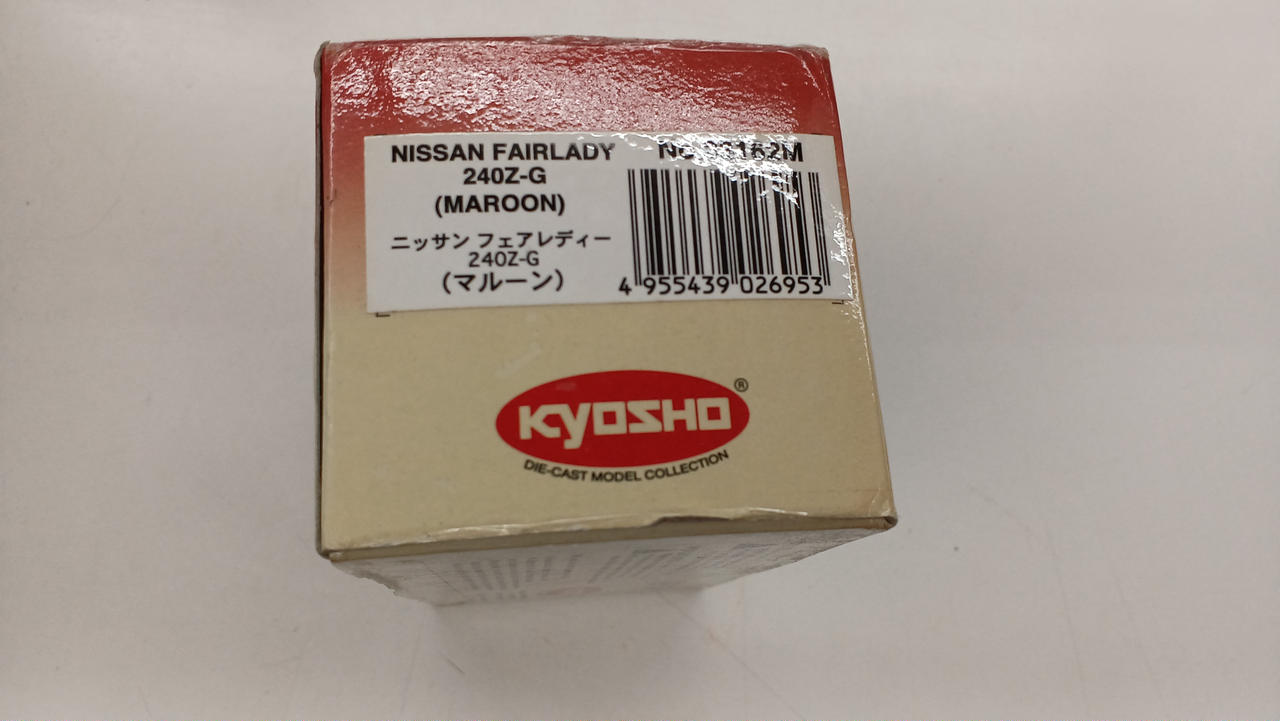 NISSAN FAIRLADY
240Z-G
(MAROON)
ニッサン フェアレディー
240Z-G
（マルーン）
4 955439 026953
KYOSHO®
DIE-CAST MODEL COLLECTION